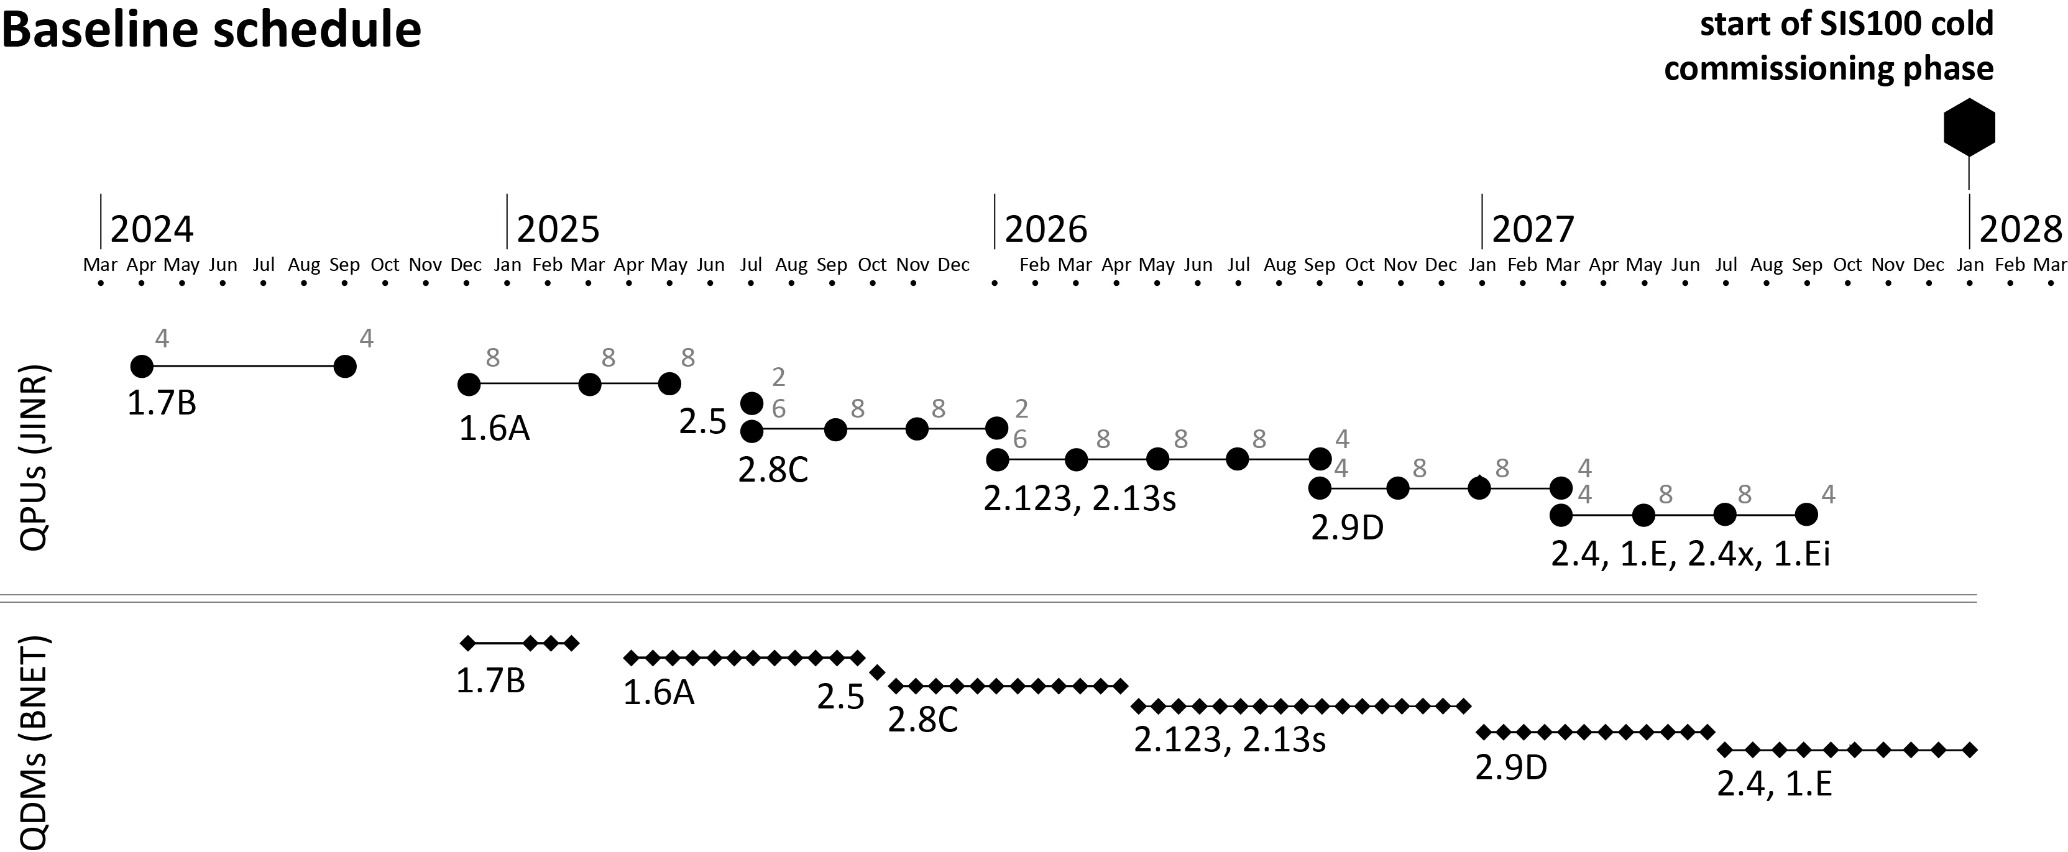 Baseline schedule
start of SIS100 cold
commissioning phase
2024 2025 2026 2027 2028
Mar Apr May Jun Jul Aug Sep Oct Nov Dec Jan Feb Mar Apr May Jun Jul Aug Sep Oct Nov Dec Feb Mar Apr May Jun Jul Aug Sep Oct Nov Dec Jan Feb Mar Apr May Jun Jul Aug Sep Oct Nov Dec Jan Feb Mar
QPUs (JINR)
4 4
1.7B
8 8 8
1.6A
2
2.5
6 8 8 2
2.8C
6 8 8 8 4
2.123, 2.13s
4 8 8 4
2.9D
4 8 8 4
2.4, 1.E, 2.4x, 1.Ei
QDMs (BNET)
1.7B
1.6A
2.5
2.8C
2.123, 2.13s
2.9D
2.4, 1.E